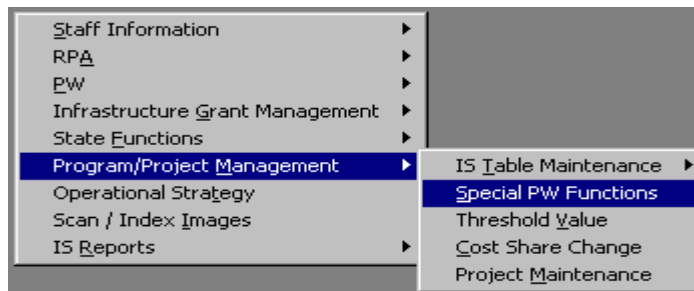 Staff Information
RPA
PW
Infrastructure Grant Management
State Functions
Program/Project Management
Operational Strategy
Scan / Index Images
IS Reports
IS Table Maintenance
Special PW Functions
Threshold Value
Cost Share Change
Project Maintenance